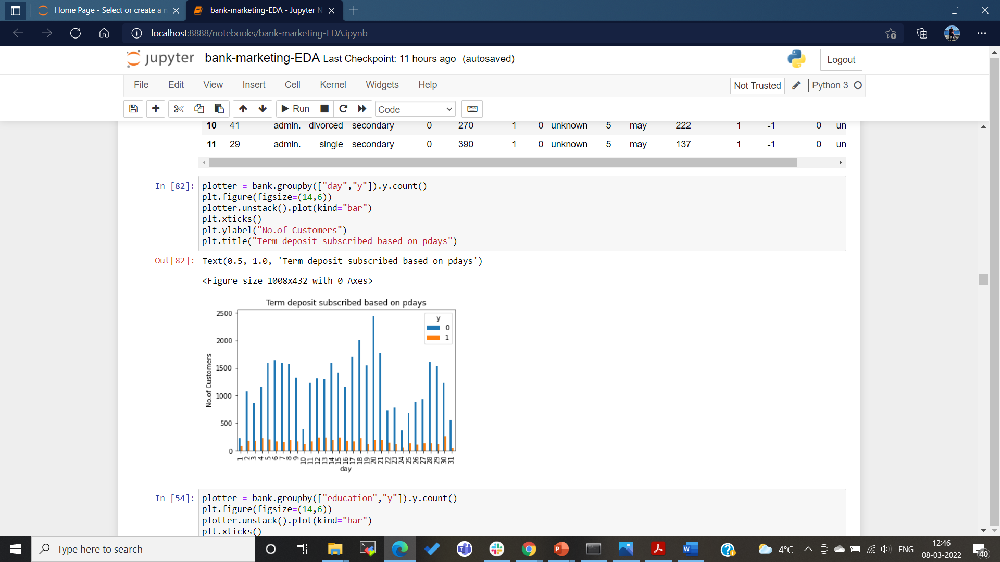 Home Page - Select or create a n
bank-marketing-EDA - Jupyter N
localhost:8888/notebooks/bank-marketing-EDA.ipynb
jupyter bank-marketing-EDA Last Checkpoint: 11 hours ago (autosaved)
Logout
File Edit View Insert Cell Kernel Widgets Help
Not Trusted
Python 3
Run
Code
10 41 admin. divorced secondary 0 270 1 0 unknown 5 may 222 1 -1 0 un
11 29 admin. single secondary 0 390 1 0 unknown 5 may 137 1 -1 0 un
In [82]: plotter = bank.groupby(["day","y"]).y.count()
plt.figure(figsize=(14,6))
plotter.unstack().plot(kind="bar")
plt.xticks()
plt.ylabel("No.of Customers")
plt.title("Term deposit subscribed based on pdays")
Out[82]: Text(0.5, 1.0, 'Term deposit subscribed based on pdays')
<Figure size 1008x432 with 0 Axes>
Term deposit subscribed based on pdays
2500
2000
1500
1000
500
0
No.of Customers
y
0
1
1 2 3 4 5 6 7 8 9 10 11 12 13 14 15 16 17 18 19 20 21 22 23 24 25 26 27 28 29 30 31
day
In [54]: plotter = bank.groupby(["education","y"]).y.count()
plt.figure(figsize=(14,6))
plotter.unstack().plot(kind="bar")
plt.xticks()
Type here to search
4°C
ENG
12:46
08-03-2022
40